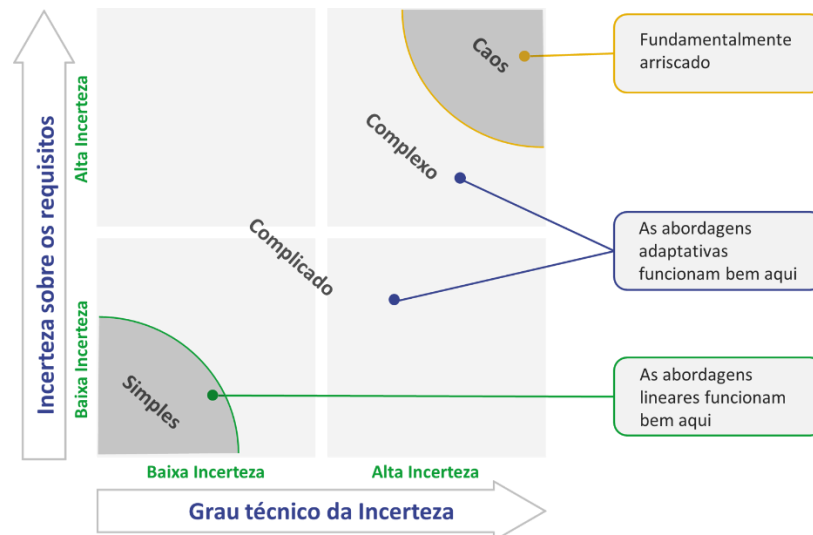 Incerteza sobre os requisitos
Alta Incerteza
Baixa Incerteza
Caos
Complexo
Complicado
Simples
Baixa Incerteza
Alta Incerteza
Grau técnico da Incerteza
Fundamentalmente
arriscado
As abordagens
adaptativas
funcionam bem aqui
As abordagens
lineares funcionam
bem aqui